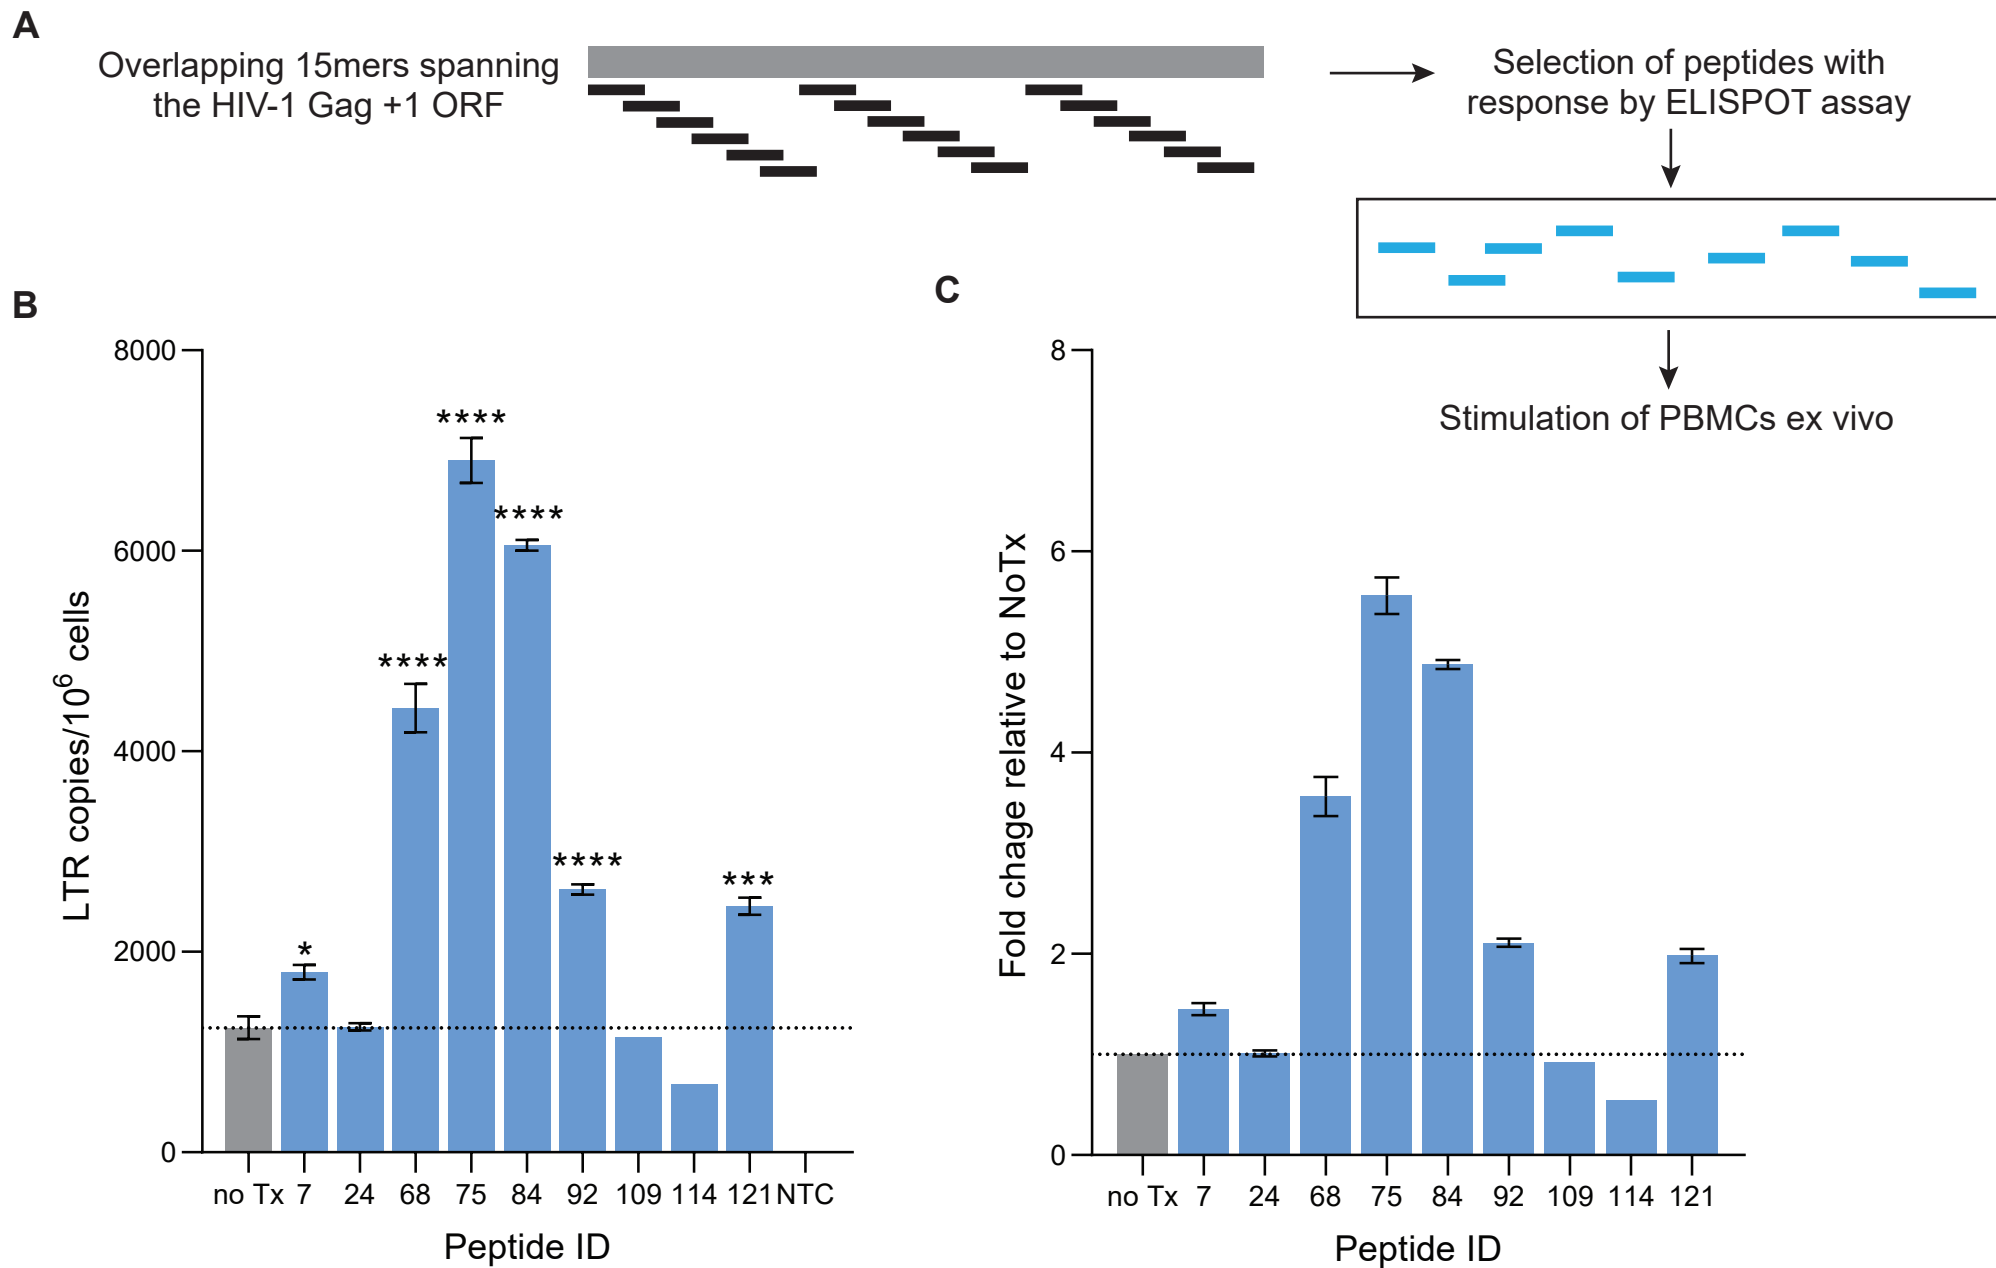 A
Overlapping 15mers spanning
the HIV-1 Gag +1 ORF
Selection of peptides with
response by ELISPOT assay
Stimulation of PBMCs ex vivo
B
LTR copies/10⁶ cells
8000
6000
4000
2000
0
*
****
****
****
****
***
no Tx 7 24 68 75 84 92 109 114 121 NTC
Peptide ID
C
Fold chage relative to NoTx
8
6
4
2
0
no Tx 7 24 68 75 84 92 109 114 121
Peptide ID